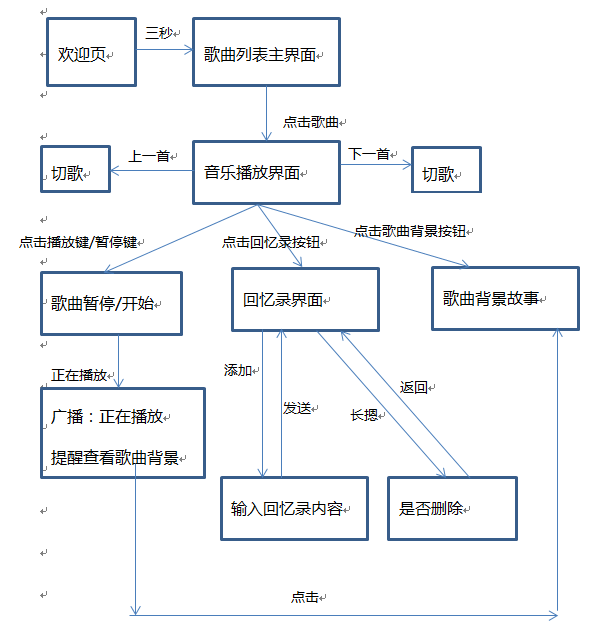 三秒
欢迎页
歌曲列表主界面
点击歌曲
上一首
下一首
切歌
音乐播放界面
切歌
点击播放键/暂停键
点击回忆录按钮
点击歌曲背景按钮
歌曲暂停/开始
回忆录界面
歌曲背景故事
正在播放
添加
返回
发送
长摁
广播：正在播放
提醒查看歌曲背景
输入回忆录内容
是否删除
点击